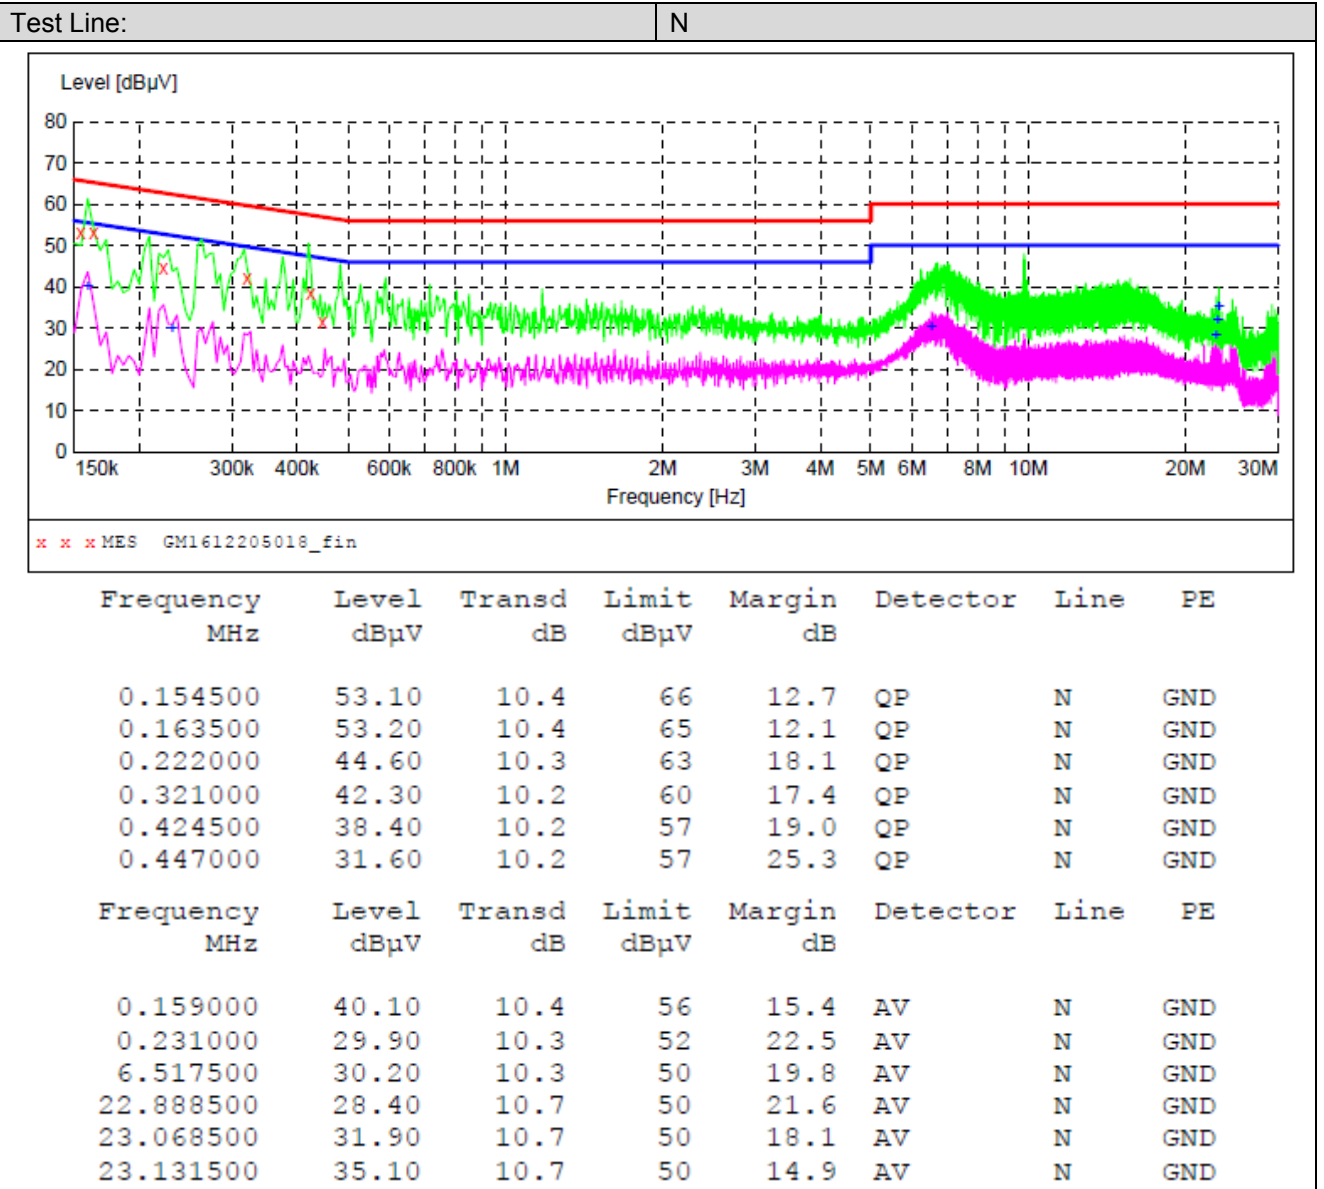 Test Line: N
Level [dBµV]
80
70
60
50
40
30
20
10
0
150k 300k 400k 600k 800k 1M 2M 3M 4M 5M 6M 8M 10M 20M 30M
Frequency [Hz]
x x x MES GM1612205018_fin
Frequency Level Transd Limit Margin Detector Line PE
MHz dBµV dB dBµV dB
0.154500 53.10 10.4 66 12.7 QP N GND
0.163500 53.20 10.4 65 12.1 QP N GND
0.222000 44.60 10.3 63 18.1 QP N GND
0.321000 42.30 10.2 60 17.4 QP N GND
0.424500 38.40 10.2 57 19.0 QP N GND
0.447000 31.60 10.2 57 25.3 QP N GND
Frequency Level Transd Limit Margin Detector Line PE
MHz dBµV dB dBµV dB
0.159000 40.10 10.4 56 15.4 AV N GND
0.231000 29.90 10.3 52 22.5 AV N GND
6.517500 30.20 10.3 50 19.8 AV N GND
22.888500 28.40 10.7 50 21.6 AV N GND
23.068500 31.90 10.7 50 18.1 AV N GND
23.131500 35.10 10.7 50 14.9 AV N GND